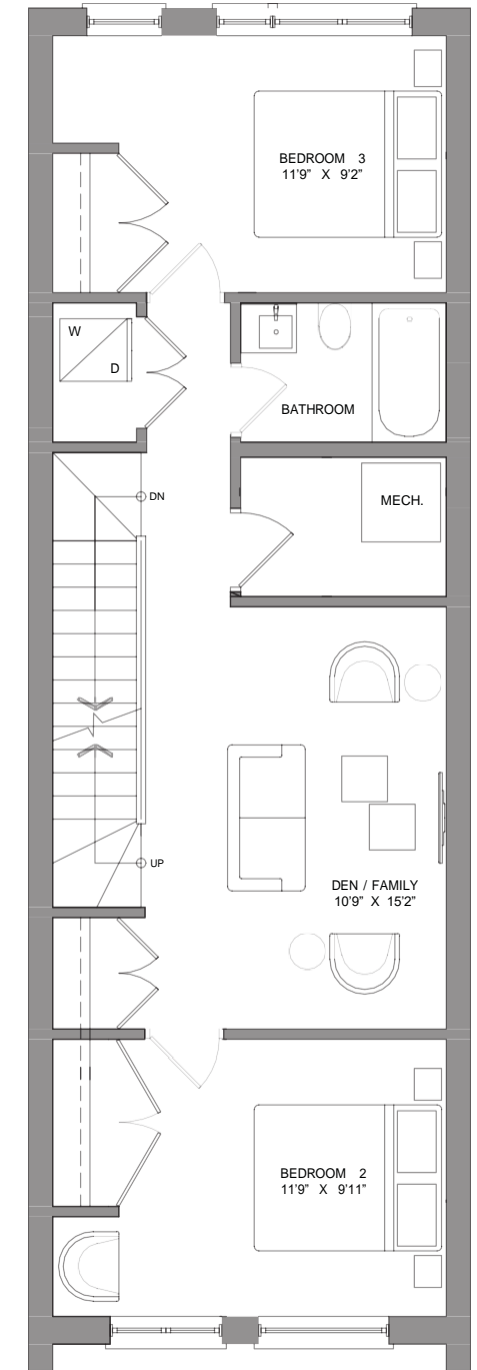 BEDROOM 3
11'9" X 9'2"
W
D
BATHROOM
DN
MECH.
UP
DEN / FAMILY
10'9" X 15'2"
BEDROOM 2
11'9" X 9'11"